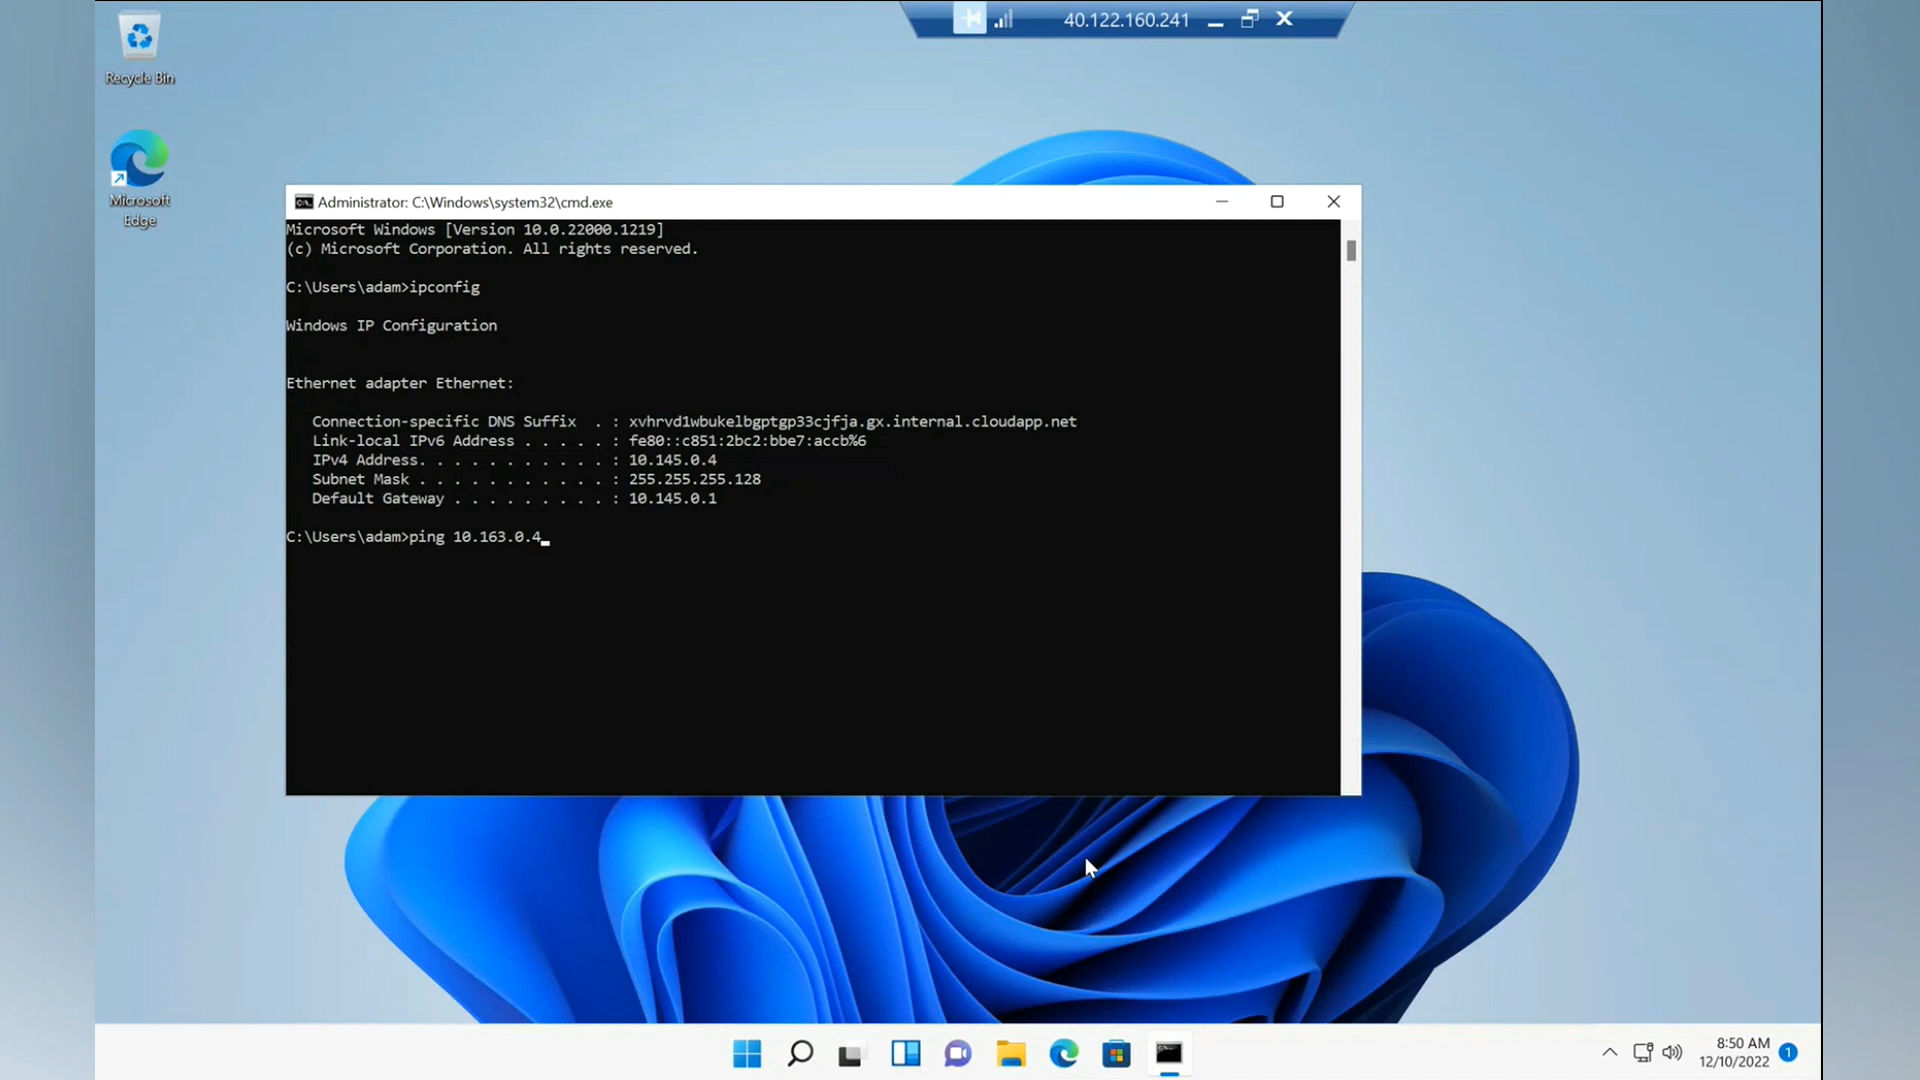 40.122.160.241
Recycle Bin
Microsoft
Edge
Administrator: C:\Windows\system32\cmd.exe
Microsoft Windows [Version 10.0.22000.1219]
(c) Microsoft Corporation. All rights reserved.
C:\Users\adam>ipconfig
Windows IP Configuration
Ethernet adapter Ethernet:
Connection-specific DNS Suffix  . : xvhrvd1wbukelbgptgp33cjfja.gx.internal.cloudapp.net
Link-local IPv6 Address . . . . . : fe80::c851:2bc2:bbe7:accb%6
IPv4 Address. . . . . . . . . . . : 10.145.0.4
Subnet Mask . . . . . . . . . . . : 255.255.255.128
Default Gateway . . . . . . . . . : 10.145.0.1
C:\Users\adam>ping 10.163.0.4_
8:50 AM
12/10/2022
1